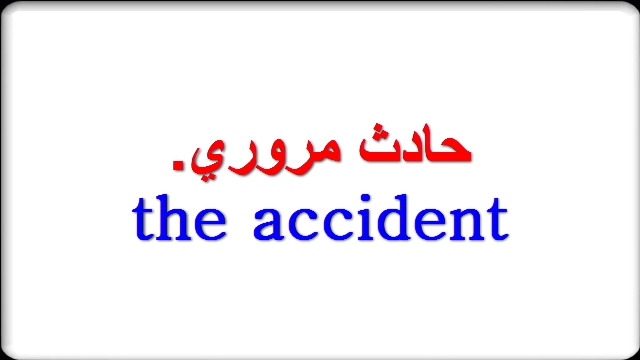 حادث مروري.
the accident